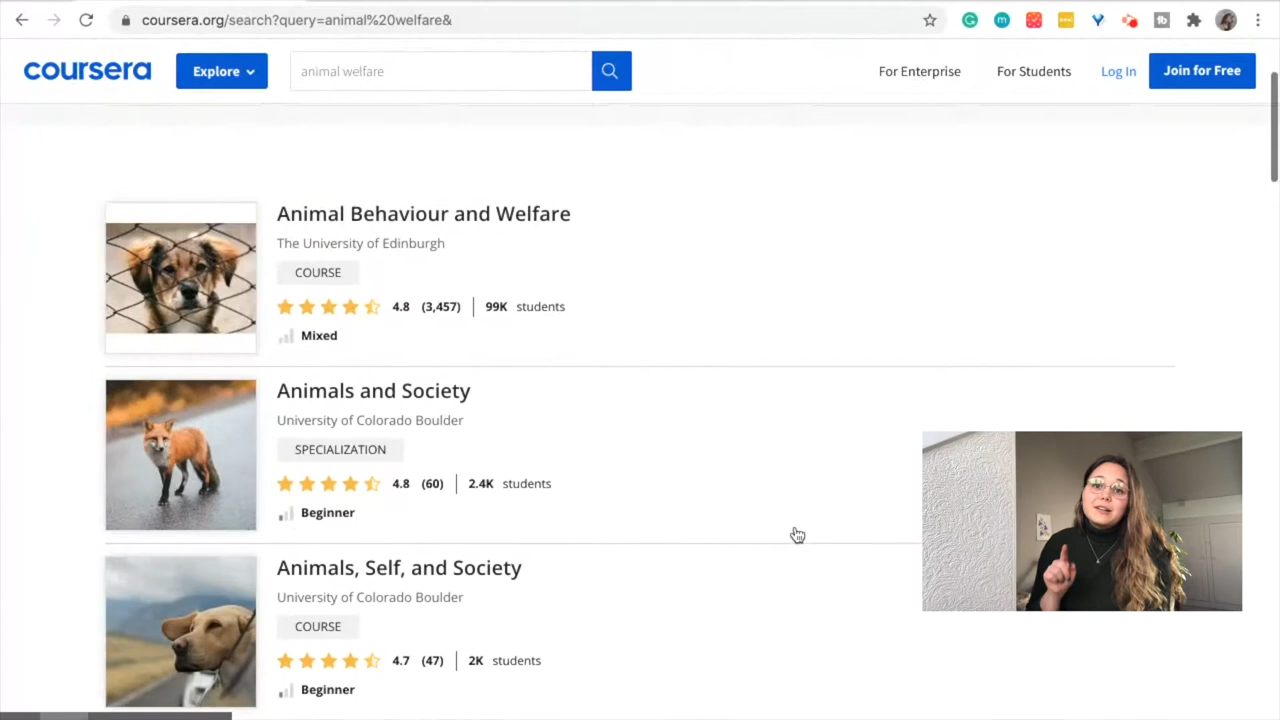 coursera.org/search?query=animal%20welfare&
coursera
Explore
animal welfare
For Enterprise
For Students
Log In
Join for Free
Animal Behaviour and Welfare
The University of Edinburgh
COURSE
4.8 (3,457) 99K students
Mixed
Animals and Society
University of Colorado Boulder
SPECIALIZATION
4.8 (60) 2.4K students
Beginner
Animals, Self, and Society
University of Colorado Boulder
COURSE
4.7 (47) 2K students
Beginner